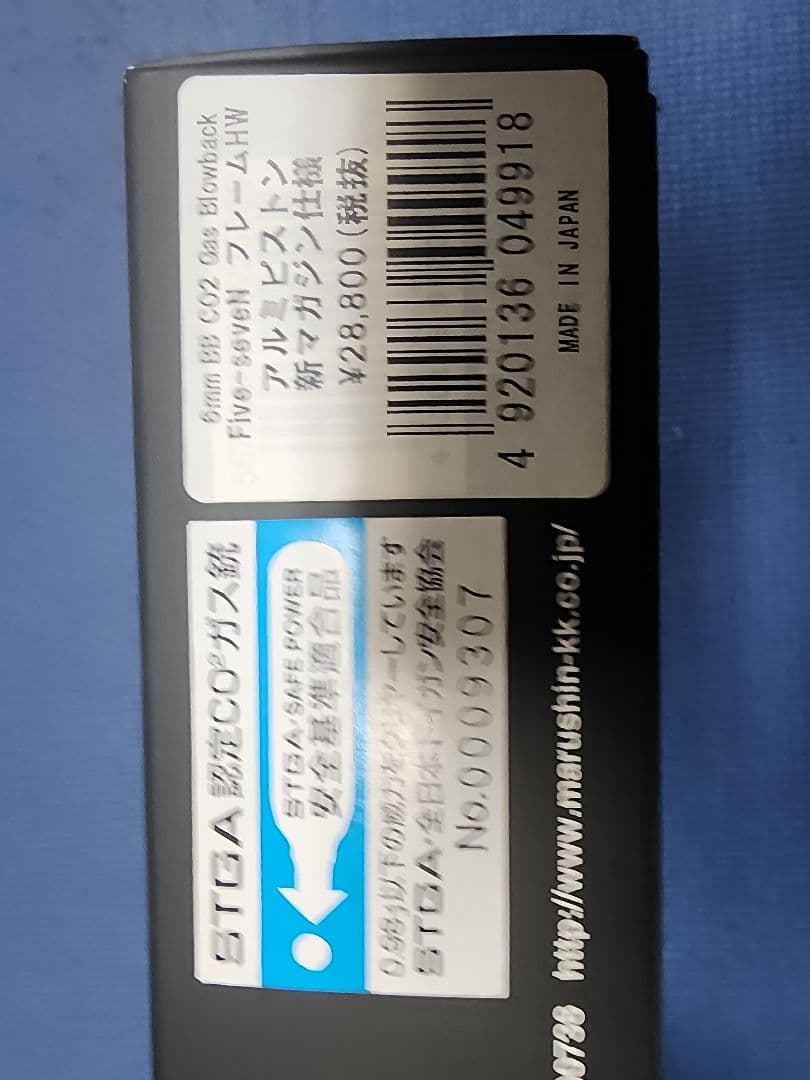 6mm BB CO2 Gas Blowback
Five-seveN フレームHW
アルミピストン
新マガジン仕様
¥28,800(税抜)
4 920136 049918
MADE IN JAPAN
STGA 認定CO²ガス銃
STGA・SAFE POWER
安全基準適合品
0.98J以下の威力をクリヤーしています
STGA・全日本トイガン安全協会
No.0009307
0738 http://www.marushin-kk.co.jp/